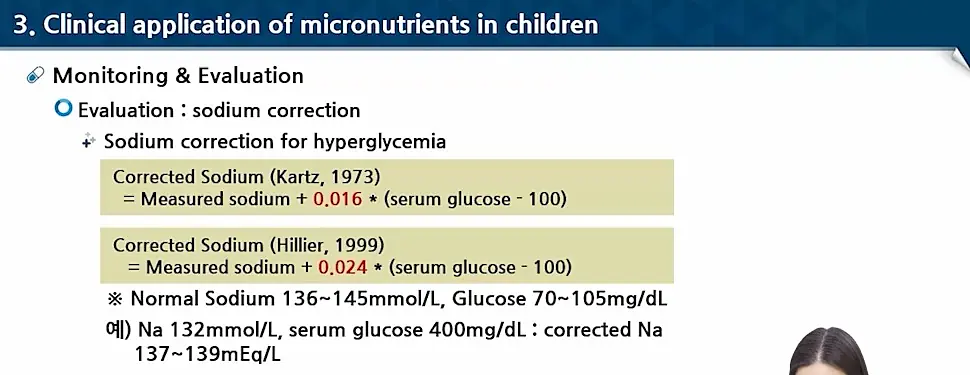 3. Clinical application of micronutrients in children
Monitoring & Evaluation
Evaluation : sodium correction
Sodium correction for hyperglycemia
Corrected Sodium (Kartz, 1973)
= Measured sodium + 0.016 * (serum glucose - 100)
Corrected Sodium (Hillier, 1999)
= Measured sodium + 0.024 * (serum glucose - 100)
※ Normal Sodium 136~145mmol/L, Glucose 70~105mg/dL
예) Na 132mmol/L, serum glucose 400mg/dL : corrected Na
137~139mEq/L